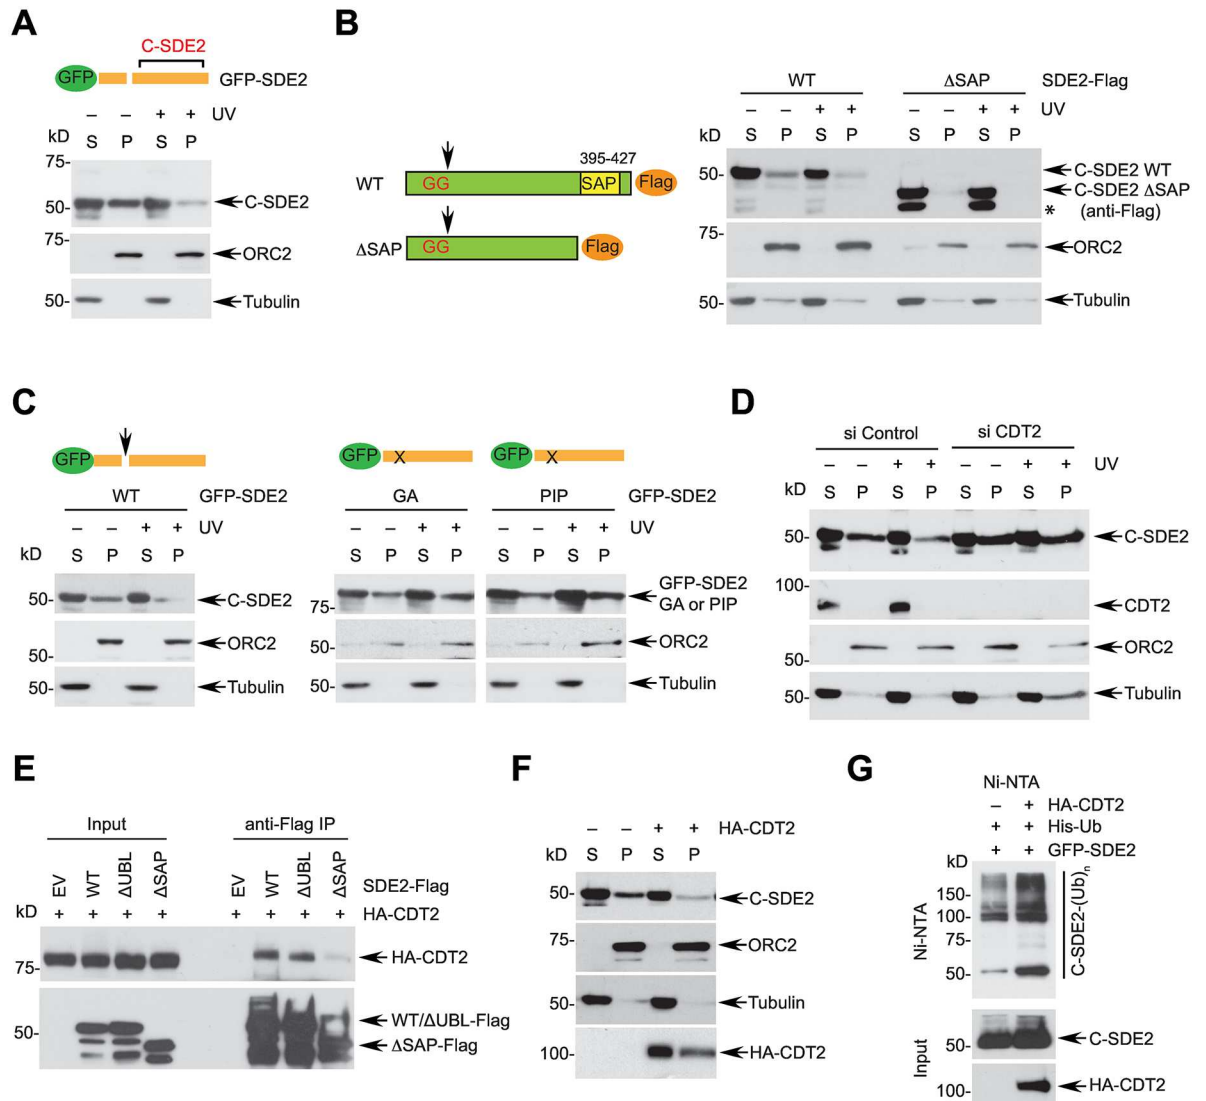 A
C-SDE2
GFP
GFP-SDE2
– – + + UV
kD S P S P
75-
50-
C-SDE2
75-
ORC2
50-
Tubulin
B
395-427
WT GG SAP Flag
ΔSAP GG Flag
WT ΔSAP SDE2-Flag
– – + + – – + + UV
kD S P S P S P S P
50-
C-SDE2 WT
C-SDE2 ΔSAP
* (anti-Flag)
75-
ORC2
50-
Tubulin
C
GFP
WT GFP-SDE2
– – + + UV
kD S P S P
50-
C-SDE2
50-
ORC2
50-
Tubulin
GFP X GFP X
GA PIP GFP-SDE2
– – + + – – + + UV
S P S P S P S P
75-
GFP-SDE2
GA or PIP
50-
ORC2
50-
Tubulin
D
si Control si CDT2
– – + + – – + + UV
kD S P S P S P S P
50-
C-SDE2
100-
CDT2
50-
ORC2
50-
Tubulin
E
Input anti-Flag IP
EV WT ΔUBL ΔSAP EV WT ΔUBL ΔSAP SDE2-Flag
kD + + + + + + + + HA-CDT2
75-
HA-CDT2
50-
WT/ΔUBL-Flag
ΔSAP-Flag
F
– – + + HA-CDT2
kD S P S P
50-
C-SDE2
75-
ORC2
50-
Tubulin
100-
HA-CDT2
G
Ni-NTA
– + HA-CDT2
+ + His-Ub
+ + GFP-SDE2
kD
150-
100-
75-
50-
Ni-NTA
C-SDE2-(Ub)n
Input
50-
C-SDE2
100-
HA-CDT2